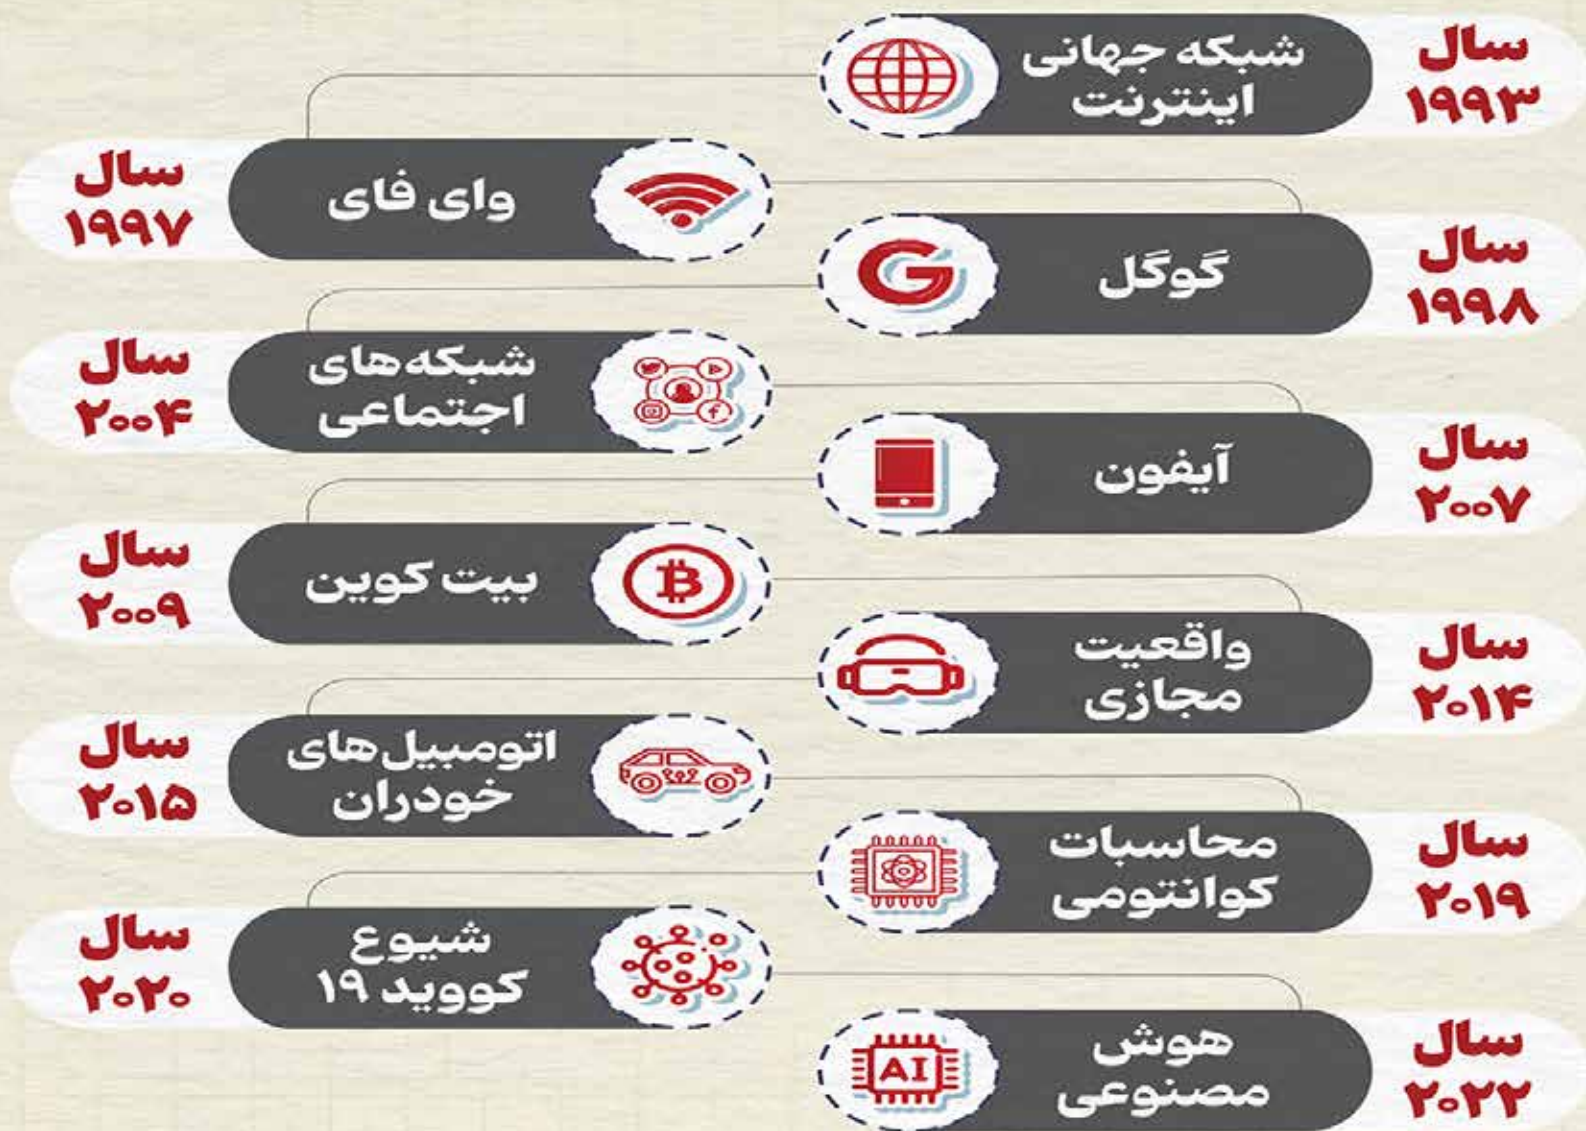 سال
۱۹۹۳
شبکه جهانی
اینترنت
وای فای
سال
۱۹۹۷
سال
۱۹۹۸
گوگل
شبکه‌های
اجتماعی
سال
۲۰۰۴
سال
۲۰۰۷
آیفون
بیت کوین
سال
۲۰۰۹
سال
۲۰۱۴
واقعیت
مجازی
اتومبیل‌های
خودران
سال
۲۰۱۵
سال
۲۰۱۹
محاسبات
کوانتومی
شیوع
کووید ۱۹
سال
۲۰۲۰
سال
۲۰۲۲
هوش
مصنوعی
AI